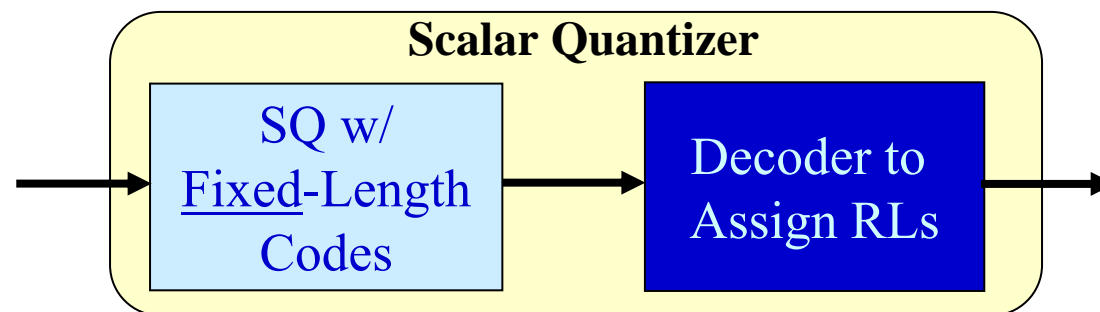 Scalar Quantizer
SQ w/
Fixed-Length
Codes
Decoder to
Assign RLs